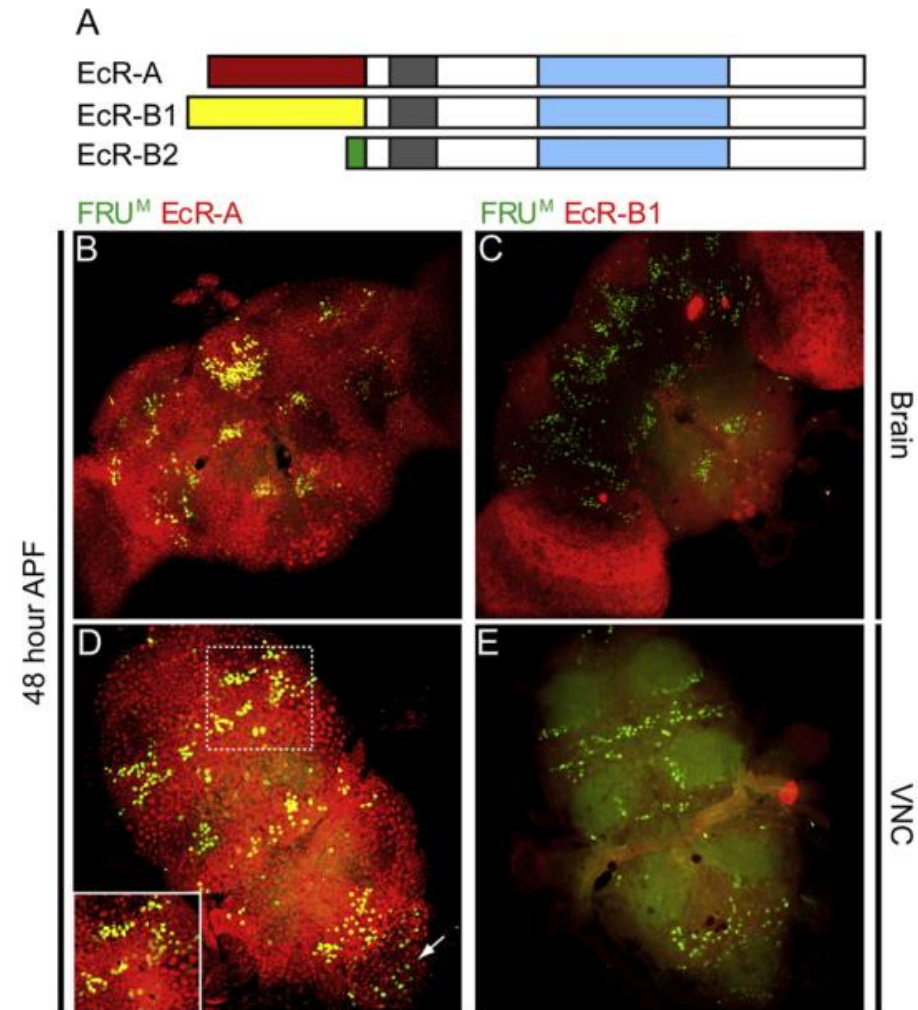 A
EcR-A
EcR-B1
EcR-B2
FRUᴹ EcR-A
FRUᴹ EcR-B1
B
C
Brain
48 hour APF
D
E
VNC